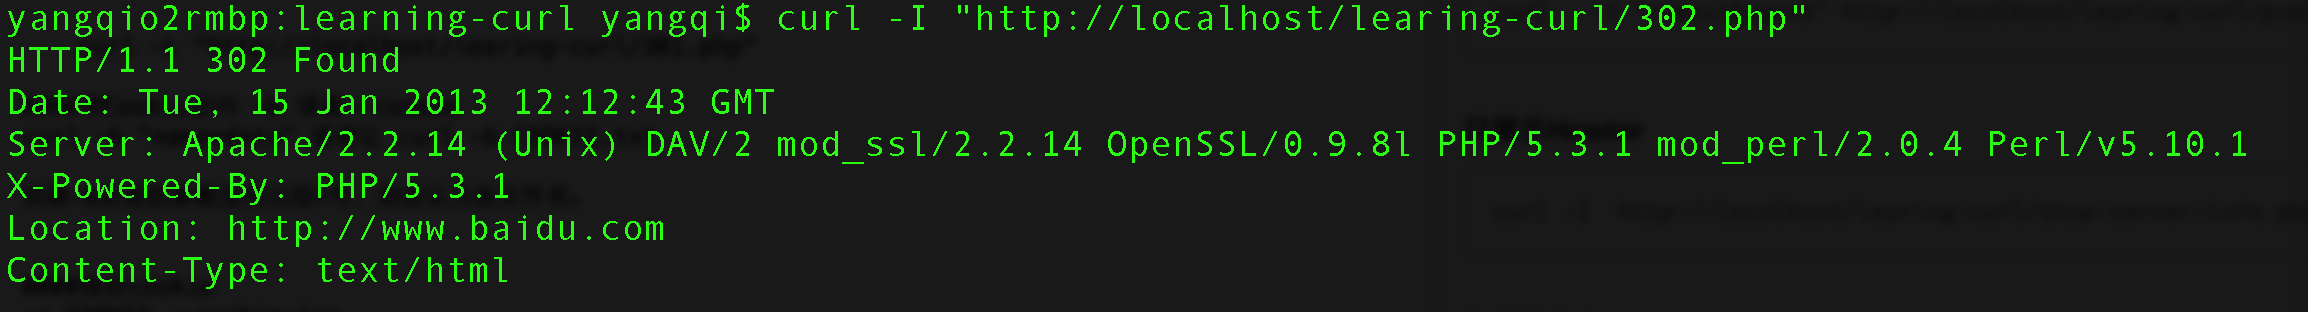 yangqio2rmbp:learning-curl yangqi$ curl -I "http://localhost/learing-curl/302.php"
HTTP/1.1 302 Found
Date: Tue, 15 Jan 2013 12:12:43 GMT
Server: Apache/2.2.14 (Unix) DAV/2 mod_ssl/2.2.14 OpenSSL/0.9.8l PHP/5.3.1 mod_perl/2.0.4 Perl/v5.10.1
X-Powered-By: PHP/5.3.1
Location: http://www.baidu.com
Content-Type: text/html